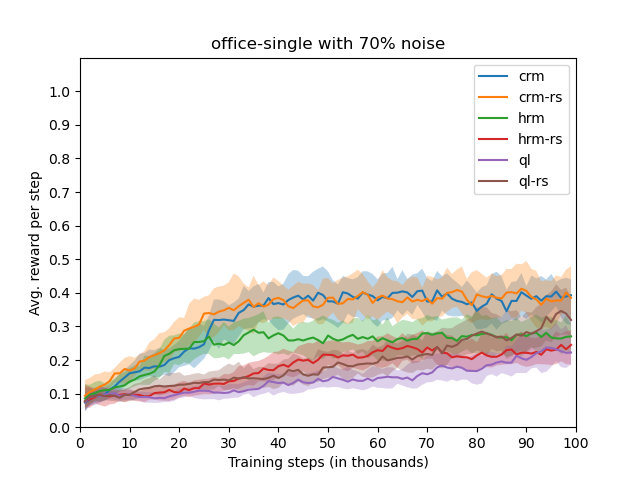 office-single with 70% noise
Avg. reward per step
1.0
0.9
0.8
0.7
0.6
0.5
0.4
0.3
0.2
0.1
0.0
crm
crm-rs
hrm
hrm-rs
ql
ql-rs
0 10 20 30 40 50 60 70 80 90 100
Training steps (in thousands)